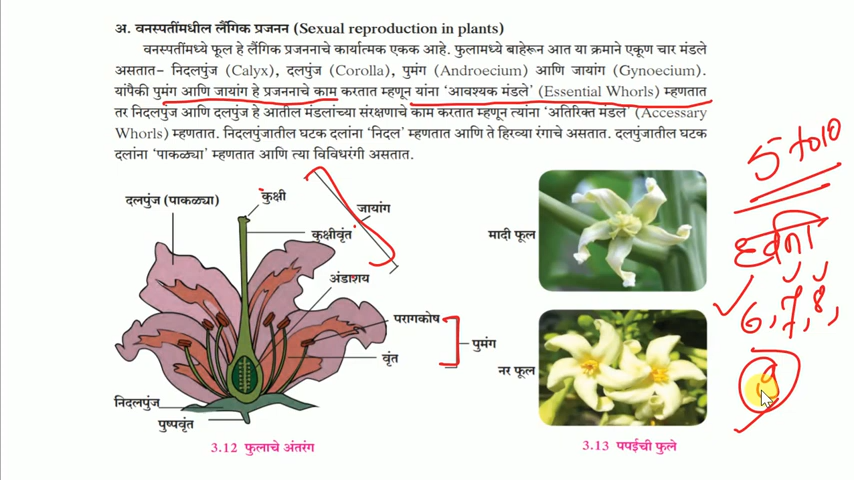 अ. वनस्पतींमधील लैंगिक प्रजनन (Sexual reproduction in plants)
वनस्पतींमध्ये फूल हे लैंगिक प्रजननाचे कार्यात्मक एकक आहे. फुलामध्ये बाहेरून आत या क्रमाने एकूण चार मंडले
असतात– निदलपुंज (Calyx), दलपुंज (Corolla), पुमंग (Androecium) आणि जायांग (Gynoecium).
यांपैकी पुमंग आणि जायांग हे प्रजननाचे काम करतात म्हणून यांना 'आवश्यक मंडले' (Essential Whorls) म्हणतात
तर निदलपुंज आणि दलपुंज हे आतील मंडलांच्या संरक्षणाचे काम करतात म्हणून त्यांना 'अतिरिक्त मंडले' (Accessary
Whorls) म्हणतात. निदलपुंजातील घटक दलांना 'निदल' म्हणतात आणि ते हिरव्या रंगाचे असतात. दलपुंजातील घटक
दलांना 'पाकळ्या' म्हणतात आणि त्या विविधरंगी असतात.
5 to 10
दलपुंज (पाकळ्या)
कुक्षी
जायांग
कुक्षीवृंत
मादी फूल
अंडाशय
परागकोष
6, 7, 8,
पुमंग
वृंत
नर फूल
9
निदलपुंज
पुष्पवृंत
3.12 फुलाचे अंतरंग
3.13 पपईची फुले